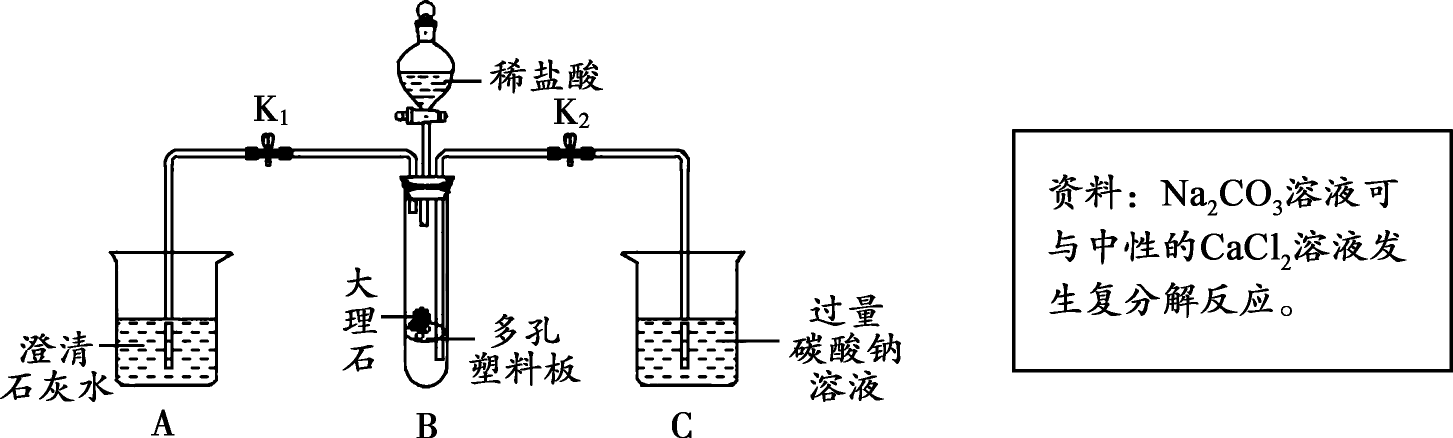 稀盐酸
K₁
K₂
大理石
多孔
塑料板
澄清
石灰水
过量
碳酸钠
溶液
A
B
C
资料：Na₂CO₃溶液可
与中性的CaCl₂溶液发
生复分解反应。